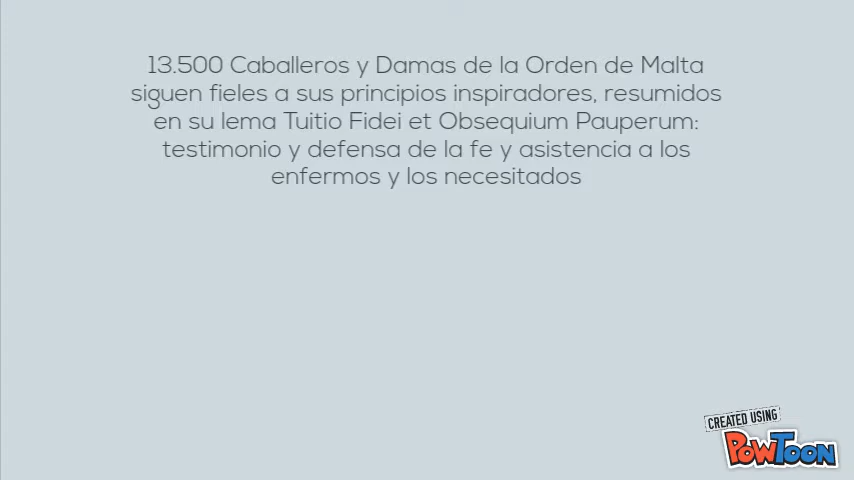 13.500 Caballeros y Damas de la Orden de Malta
siguen fieles a sus principios inspiradores, resumidos
en su lema Tuitio Fidei et Obsequium Pauperum:
testimonio y defensa de la fe y asistencia a los
enfermos y los necesitados
CREATED USING
POWTOON